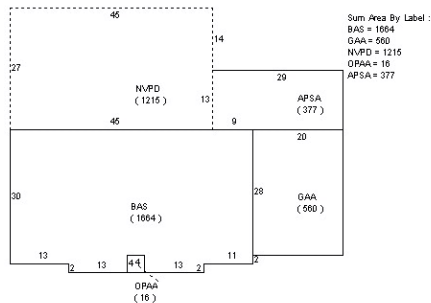 45
Sum Area By Label :
BAS = 1664
GAA = 560
NVPD = 1215
OPAA = 16
APSA = 377
14
27
29
NVPD
( 1215 )
13
APSA
( 377 )
45
9
20
30
28
GAA
( 560 )
BAS
( 1664 )
13
11
2
2
13
4 4
13
2
OPAA
( 16 )